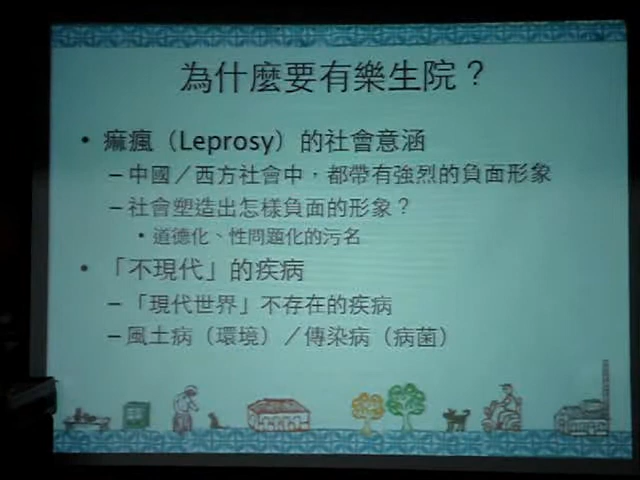 為什麼要有樂生院？
• 痲瘋（Leprosy）的社會意涵
–中國／西方社會中，都帶有強烈的負面形象
–社會塑造出怎樣負面的形象？
• 道德化、性問題化的污名
• 「不現代」的疾病
–「現代世界」不存在的疾病
–風土病（環境）／傳染病（病菌）